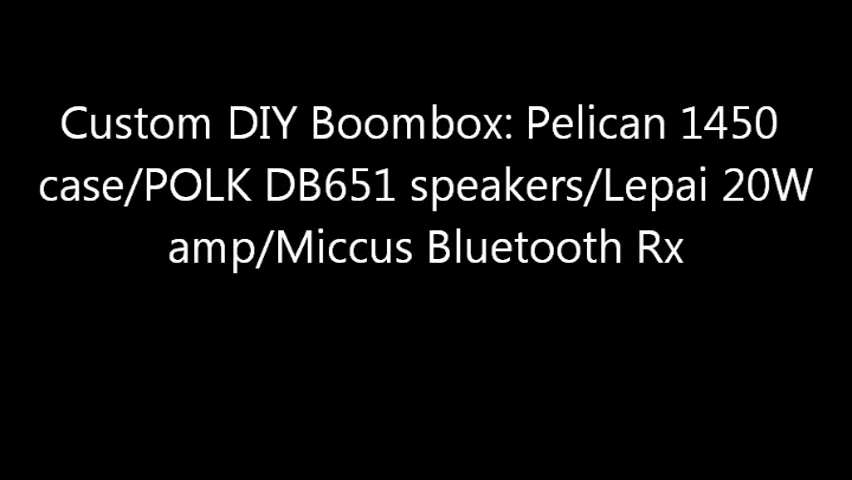 Custom DIY Boombox: Pelican 1450
case/POLK DB651 speakers/Lepai 20W
amp/Miccus Bluetooth Rx